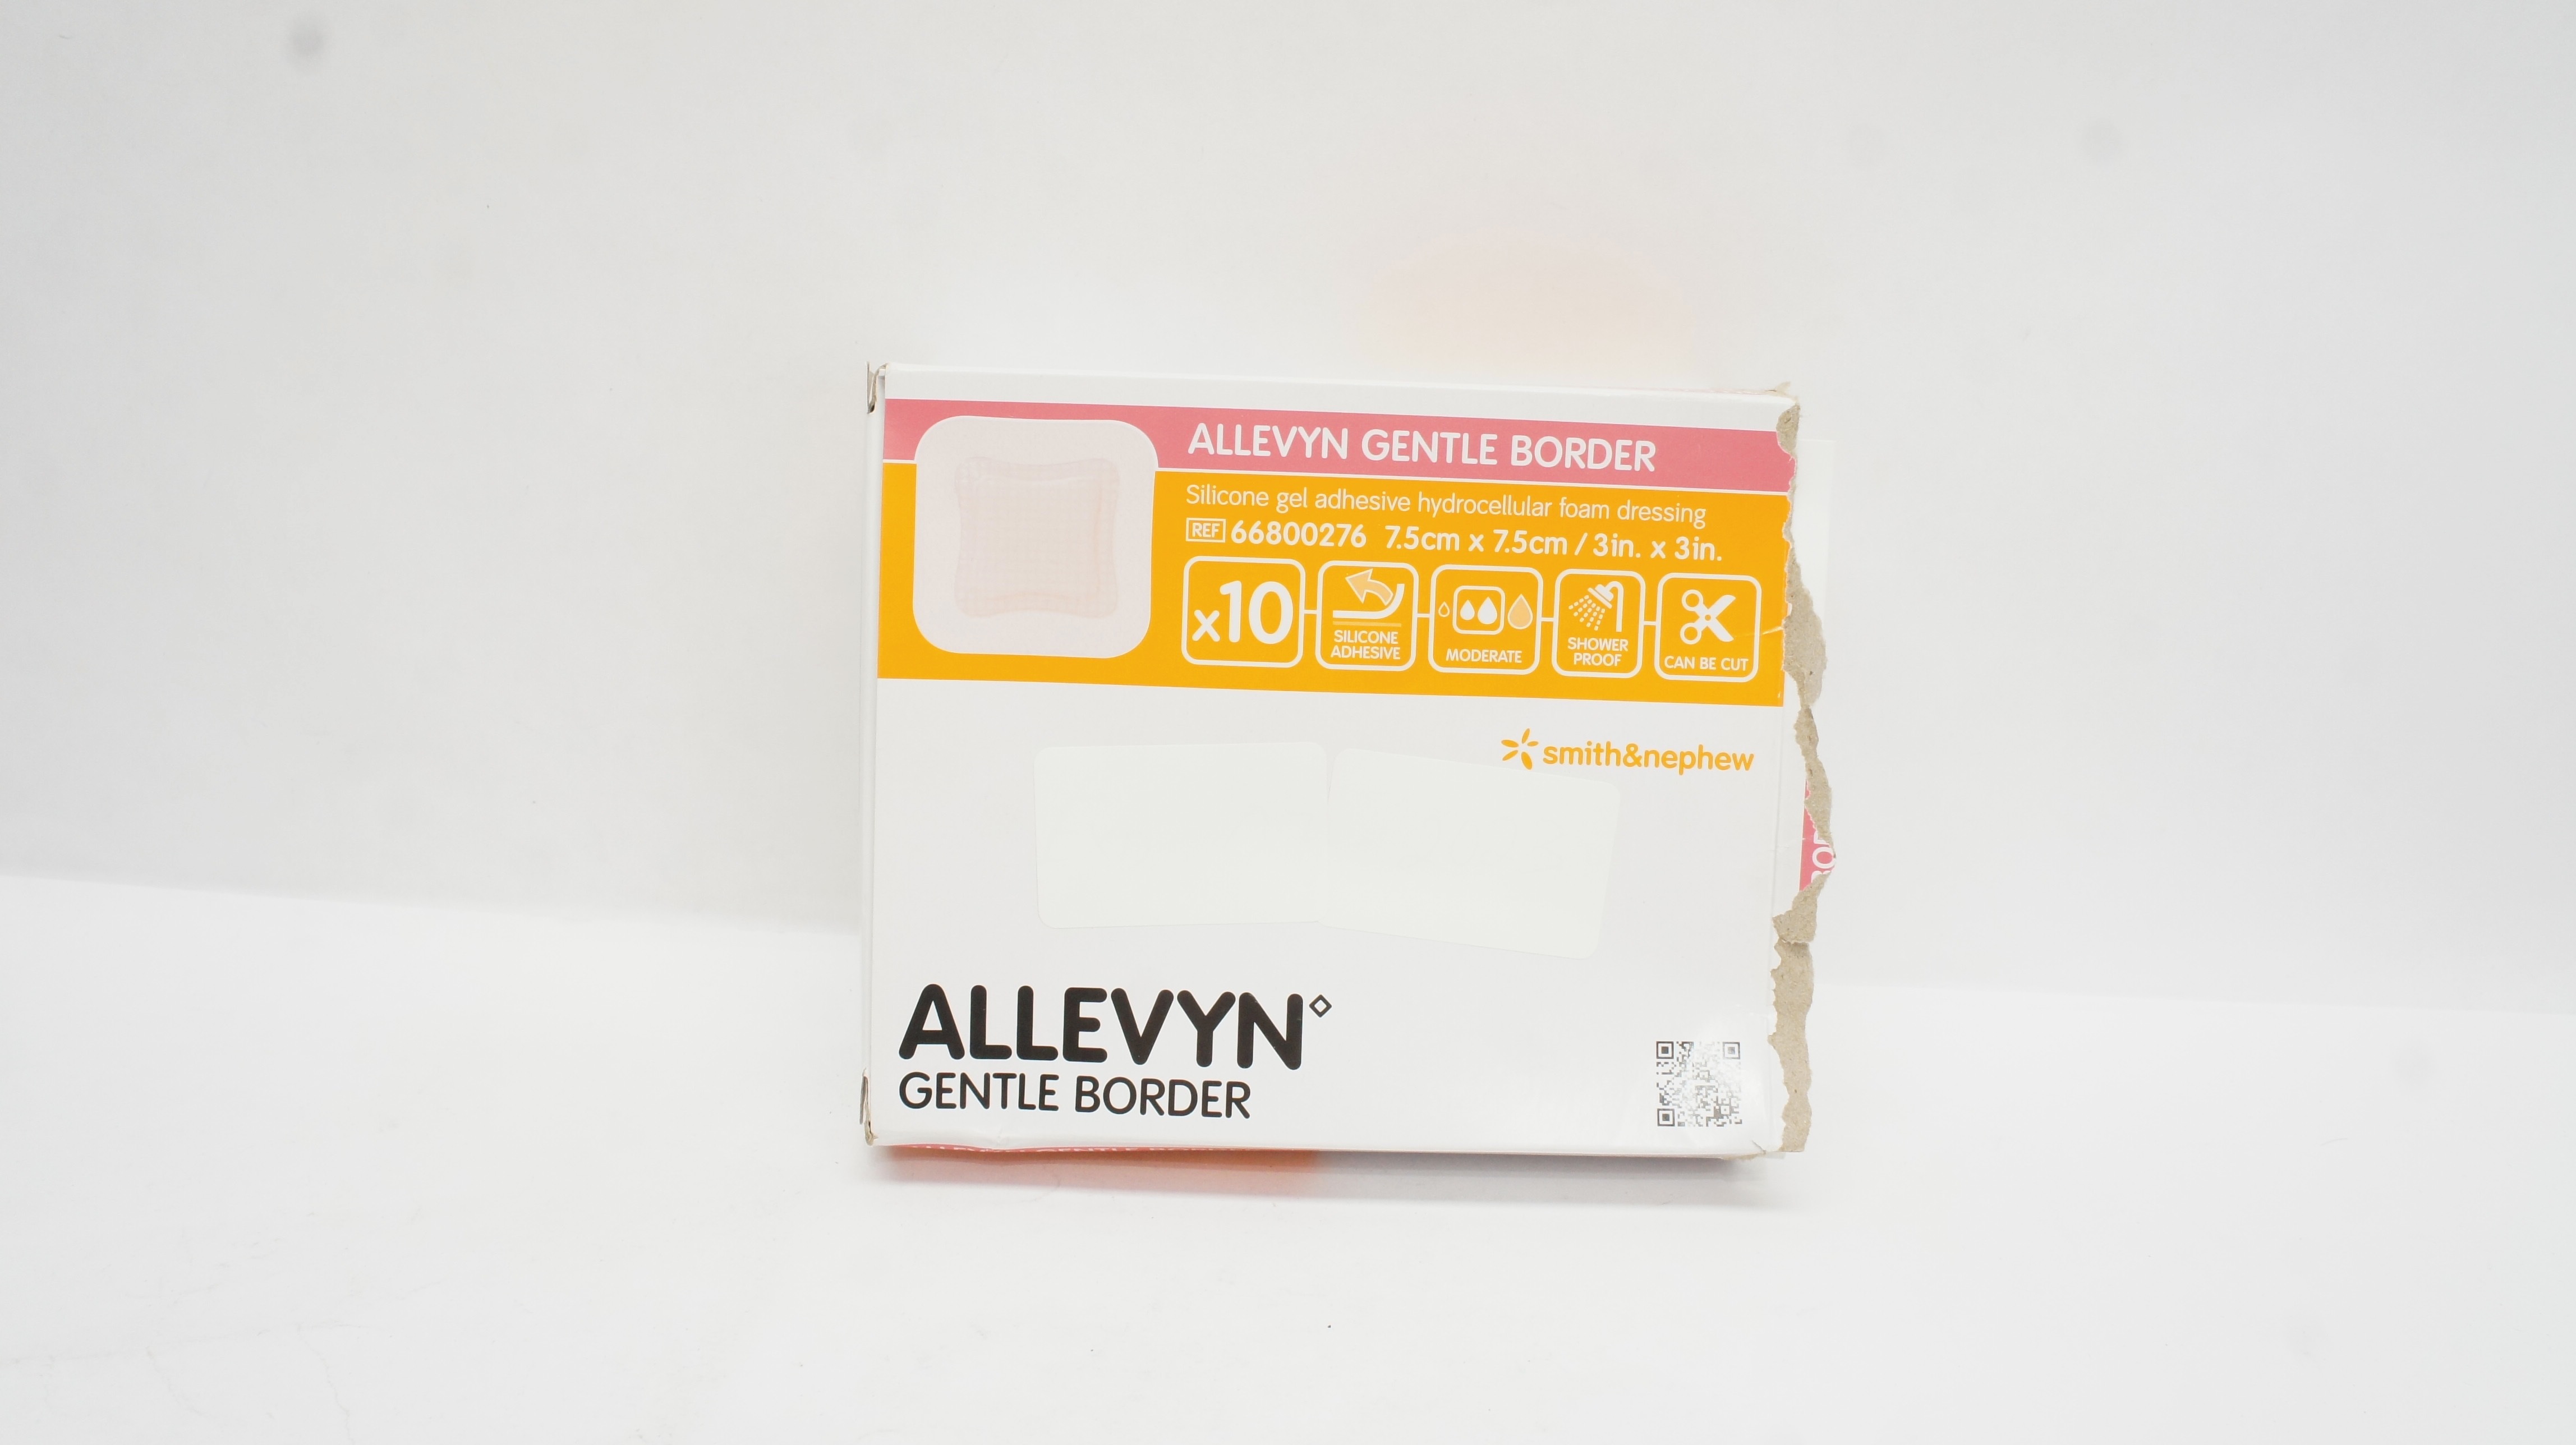 ALLEVYN GENTLE BORDER
Silicone gel adhesive hydrocellular foam dressing
REF 66800276 7.5cm x 7.5cm / 3in. x 3in.
x10
SILICONE
ADHESIVE
MODERATE
SHOWER
PROOF
CAN BE CUT
smith&nephew
ALLEVYN◊
GENTLE BORDER